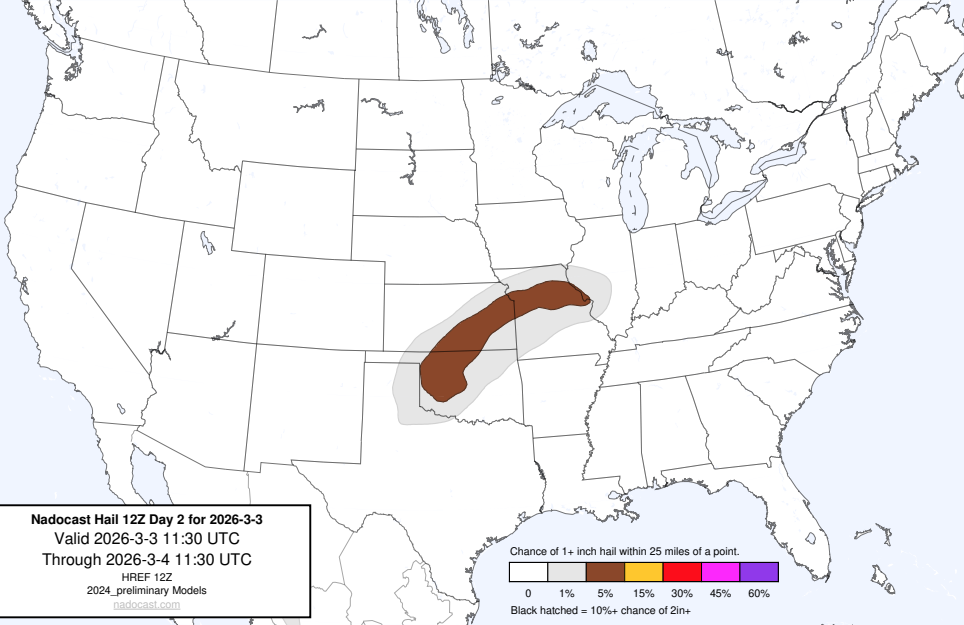 Nadocast Hail 12Z Day 2 for 2026-3-3
Valid 2026-3-3 11:30 UTC
Through 2026-3-4 11:30 UTC
HREF 12Z
2024_preliminary Models
nadocast.com
Chance of 1+ inch hail within 25 miles of a point.
0 1% 5% 15% 30% 45% 60%
Black hatched = 10%+ chance of 2in+